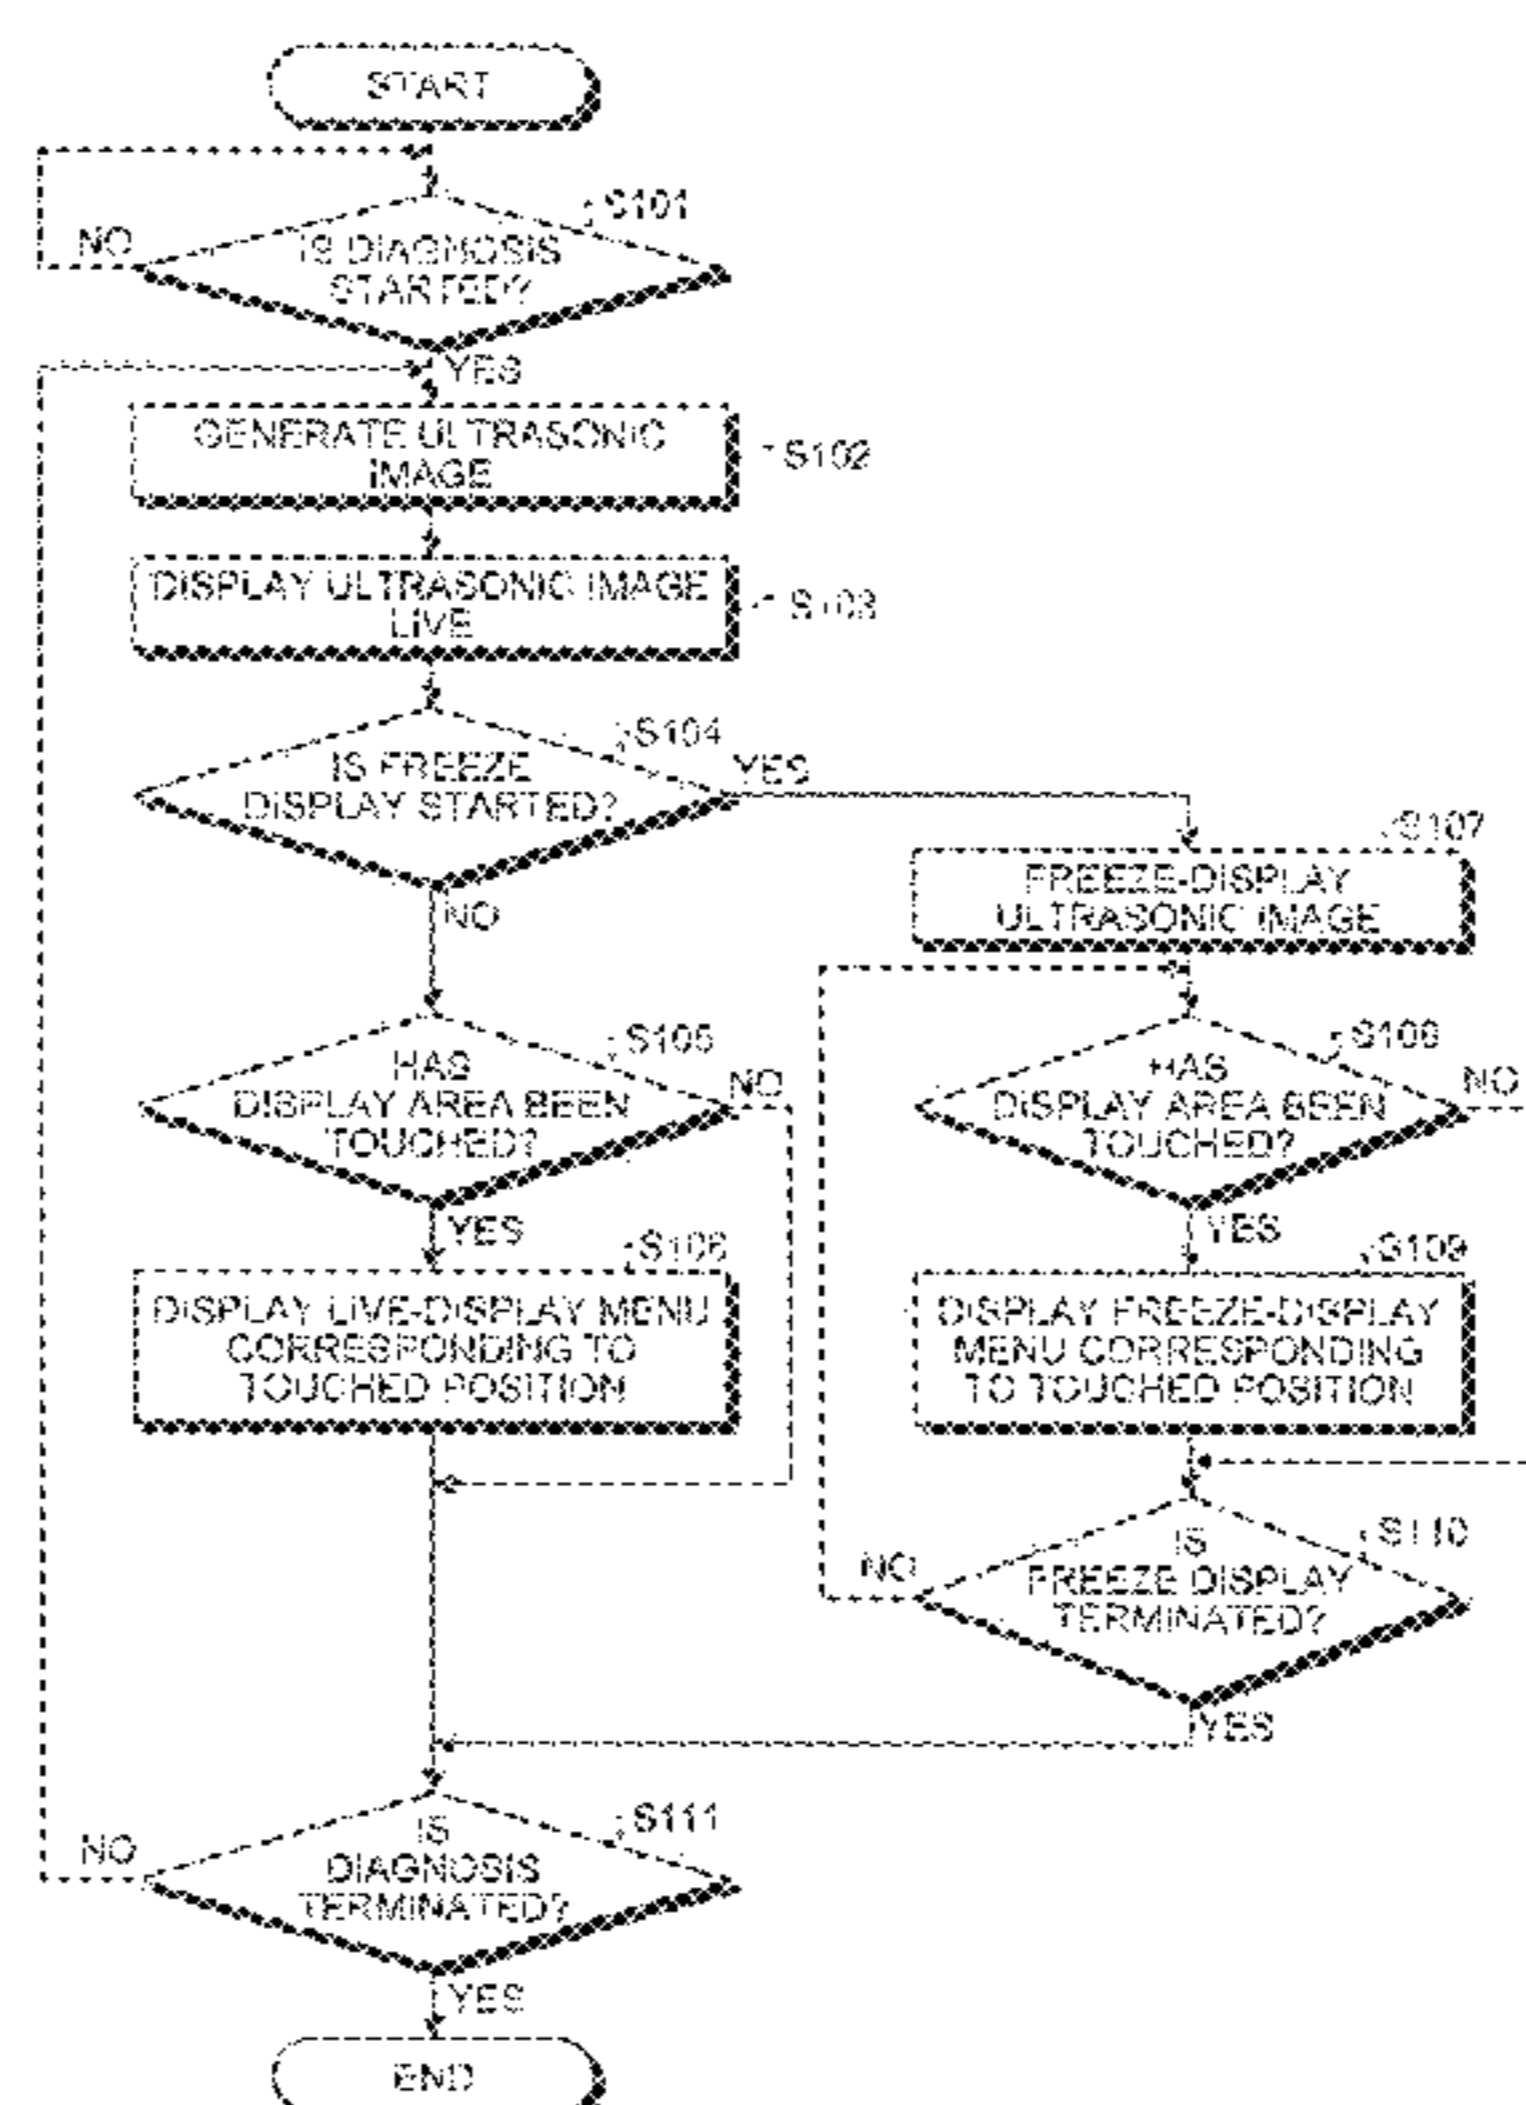 START
S101
NO
IS DIAGNOSIS
STARTED?
YES
GENERATE ULTRASONIC
IMAGE
S102
DISPLAY ULTRASONIC IMAGE
LIVE
S103
S104
IS FREEZE
DISPLAY STARTED?
YES
NO
S107
FREEZE-DISPLAY
ULTRASONIC IMAGE
S105
HAS
DISPLAY AREA BEEN
TOUCHED?
NO
YES
S106
DISPLAY LIVE-DISPLAY MENU
CORRESPONDING TO
TOUCHED POSITION
S108
HAS
DISPLAY AREA BEEN
TOUCHED?
NO
YES
S109
DISPLAY FREEZE-DISPLAY
MENU CORRESPONDING
TO TOUCHED POSITION
S110
NO
IS
FREEZE DISPLAY
TERMINATED?
YES
S111
NO
IS
DIAGNOSIS
TERMINATED?
YES
END